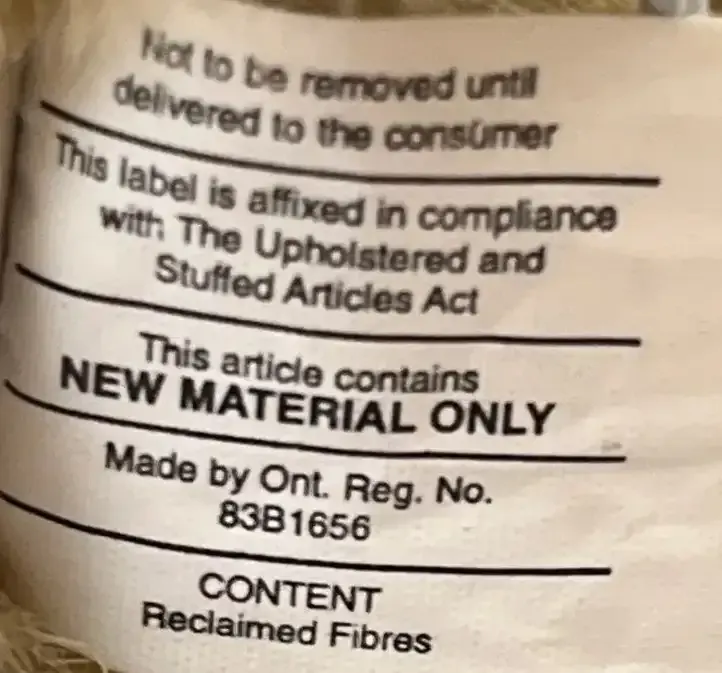 Not to be removed until
delivered to the consumer
This label is affixed in compliance
with The Upholstered and
Stuffed Articles Act
This article contains
NEW MATERIAL ONLY
Made by Ont. Reg. No.
83B1656
CONTENT
Reclaimed Fibres